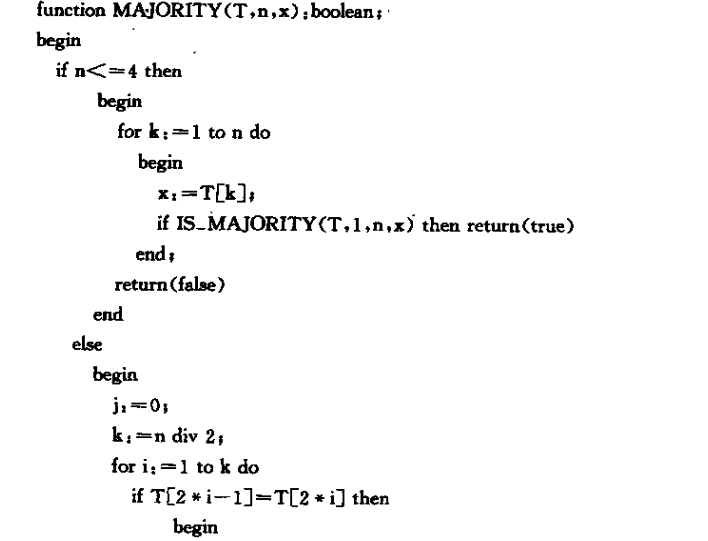 function MAJORITY(T,n,x):boolean;
begin
if n<=4 then
begin
for k:=1 to n do
begin
x:=T[k];
if IS_MAJORITY(T,1,n,x) then return(true)
end;
return(false)
end
else
begin
j:=0;
k:=n div 2;
for i:=1 to k do
if T[2*i-1]=T[2*i] then
begin